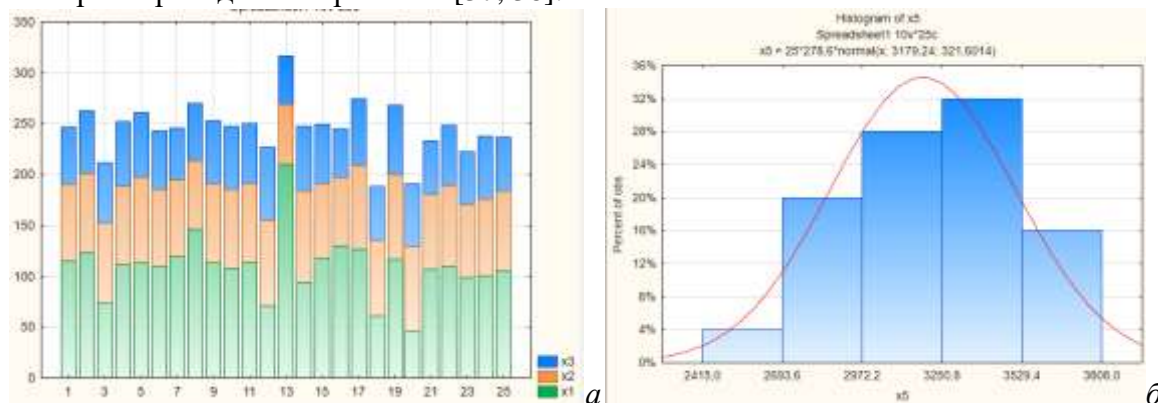 350
300
250
200
150
100
50
0
1 3 5 7 9 11 13 15 17 19 21 23 25
x3
x2
x1
а
Histogram of x5
Spreadsheet1 10v*25c
x5 = 25*278.6*normal(x; 3179.24; 321.6014)
Percent of obs
36%
32%
28%
24%
20%
16%
12%
8%
4%
0%
2415,0 2693,6 2972,2 3250,8 3529,4 3808,0
x5
б